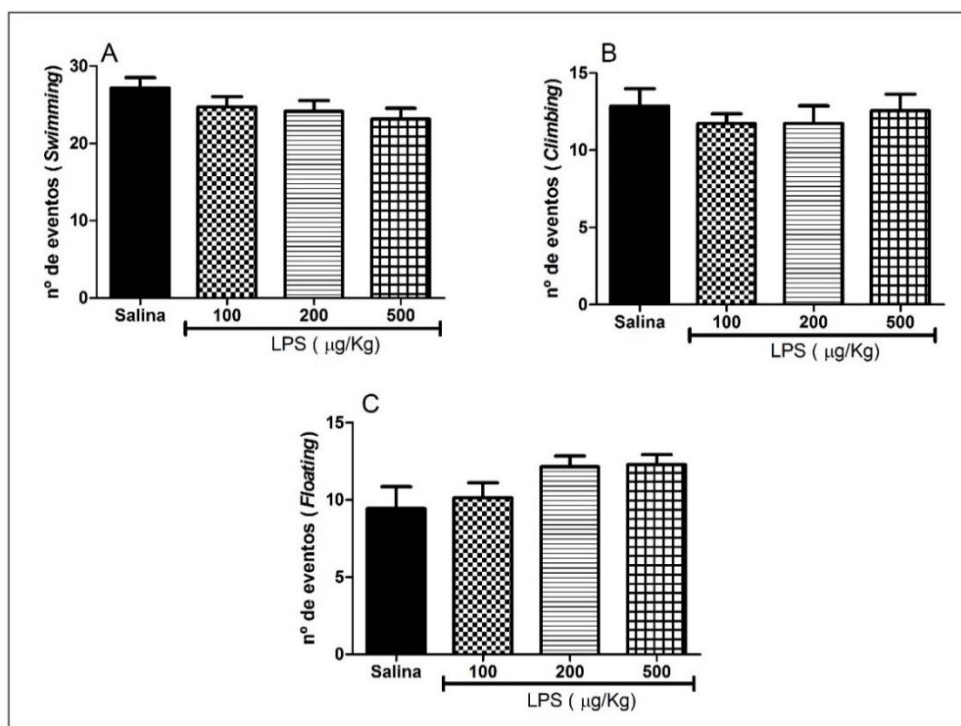 A
nº de eventos (Swimming)
30
20
10
0
Salina 100 200 500
LPS ( μg/Kg)
B
nº de eventos (Climbing)
15
10
5
0
Salina 100 200 500
LPS ( μg/Kg)
C
nº de eventos (Floating)
15
10
5
0
Salina 100 200 500
LPS ( μg/Kg)